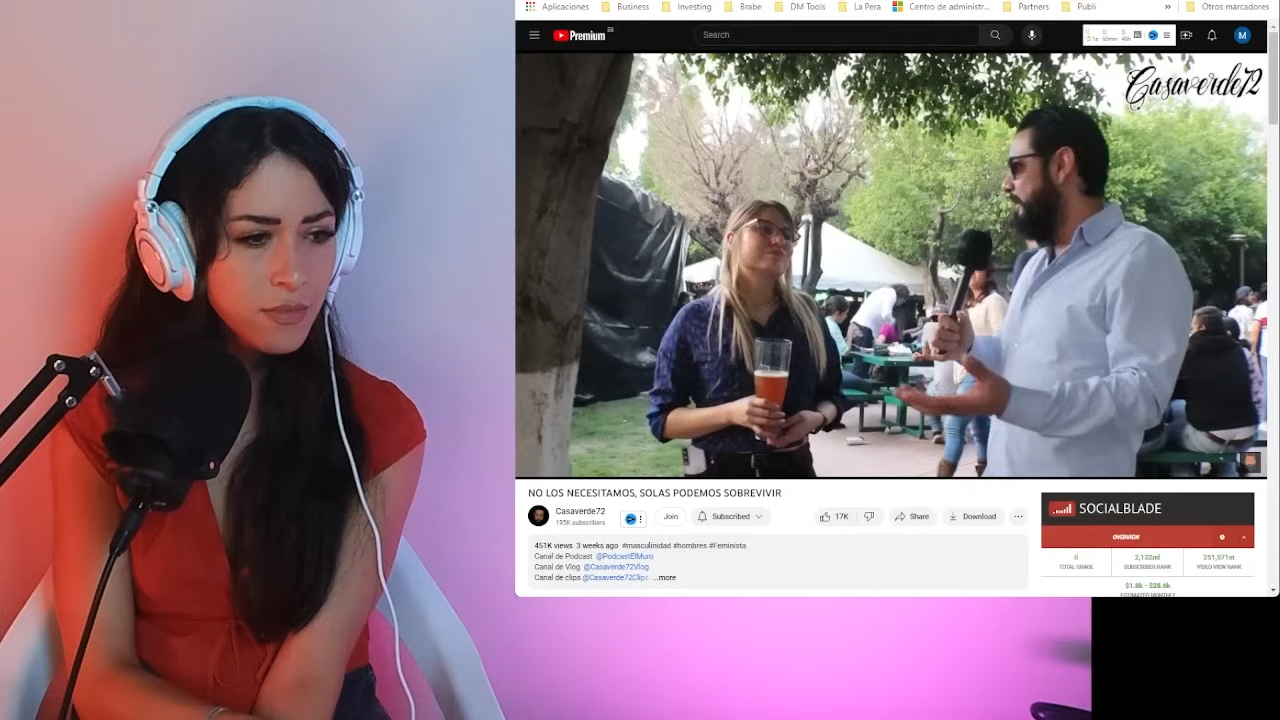 Aplicaciones Business Investing Brabe DM Tools La Pera Centro de administr... Partners Publi » Otros marcadores
Premium Search M
Casaverde72
NO LOS NECESITAMOS, SOLAS PODEMOS SOBREVIVIR
Casaverde72
195K subscribers
Join Subscribed 17K Share Download ...
451K views 3 weeks ago #masculinidad #hombres #Feminista
Canal de Podcast @PodcastElMuro
Canal de Vlog @Casaverde72Vlog
Canal de clips @Casaverde72Clips ...more
SOCIALBLADE
OVERVIEW
2,132nd 251,571st
TOTAL GRADE SUBSCRIBER RANK VIDEO VIEW RANK
$1.8k - $28.6k
ESTIMATED MONTHLY